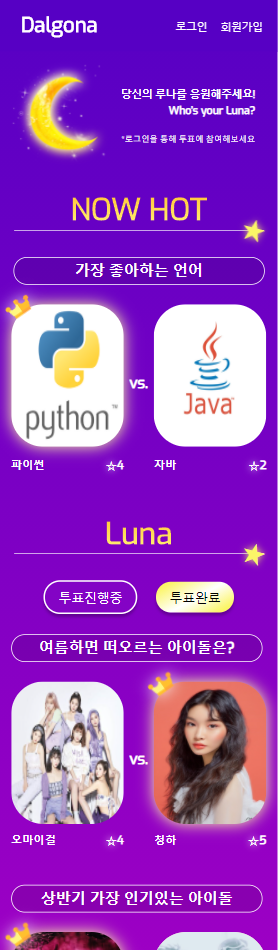 Dalgona
로그인 회원가입
당신의 루나를 응원해주세요!
Who's your Luna?
*로그인을 통해 투표에 참여해보세요
NOW HOT
가장 좋아하는 언어
python™
vs.
Java™
파이썬 ☆4 자바 ☆2
Luna
투표진행중 투표완료
여름하면 떠오르는 아이돌은?
vs.
오마이걸 ☆4 청하 ☆5
상반기 가장 인기있는 아이돌